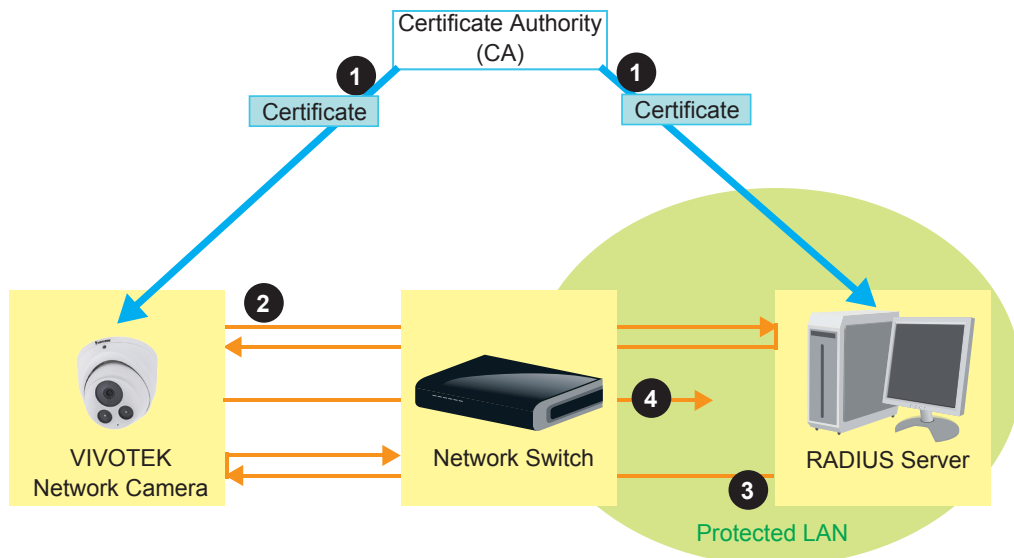 Certificate Authority
(CA)
1
1
Certificate
Certificate
2
4
VIVOTEK
Network Camera
Network Switch
RADIUS Server
3
Protected LAN